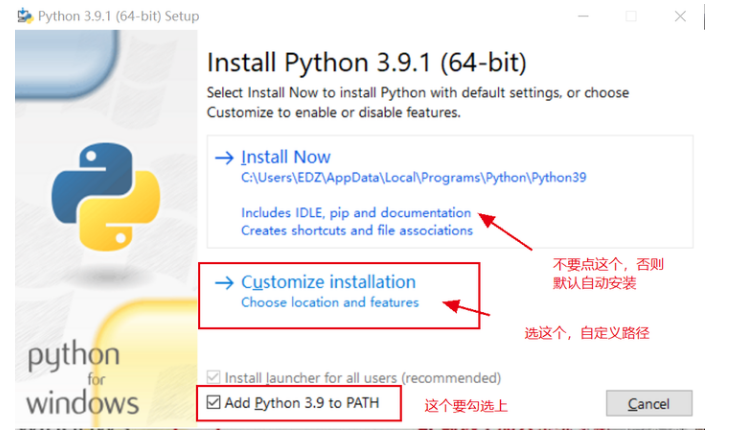 Python 3.9.1 (64-bit) Setup
Install Python 3.9.1 (64-bit)
Select Install Now to install Python with default settings, or choose
Customize to enable or disable features.
Install Now
C:\Users\EDZ\AppData\Local\Programs\Python\Python39
Includes IDLE, pip and documentation
Creates shortcuts and file associations
不要点这个，否则
默认自动安装
Customize installation
Choose location and features
选这个，自定义路径
python
for
windows
Install launcher for all users (recommended)
Add Python 3.9 to PATH
这个要勾选上
Cancel